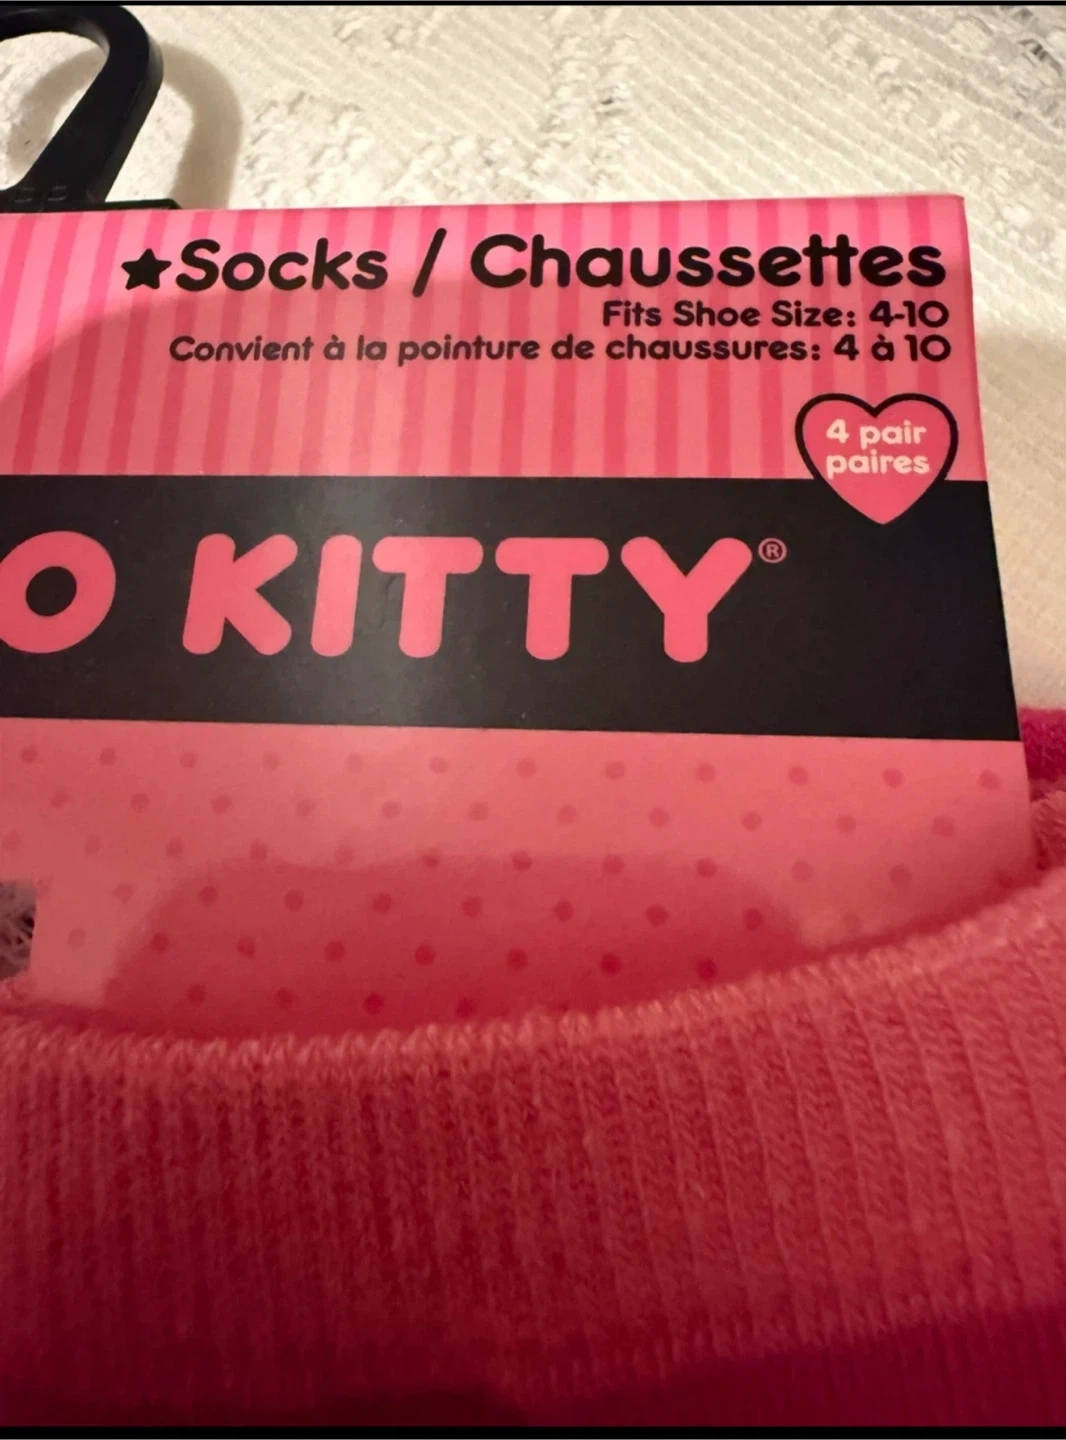 ★Socks / Chaussettes
Fits Shoe Size: 4-10
Convient à la pointure de chaussures: 4 à 10
4 pair
paires
O KITTY®